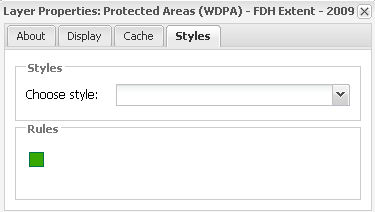 Layer Properties: Protected Areas (WDPA) - FDH Extent - 2009
About Display Cache Styles
Styles
Choose style:
Rules